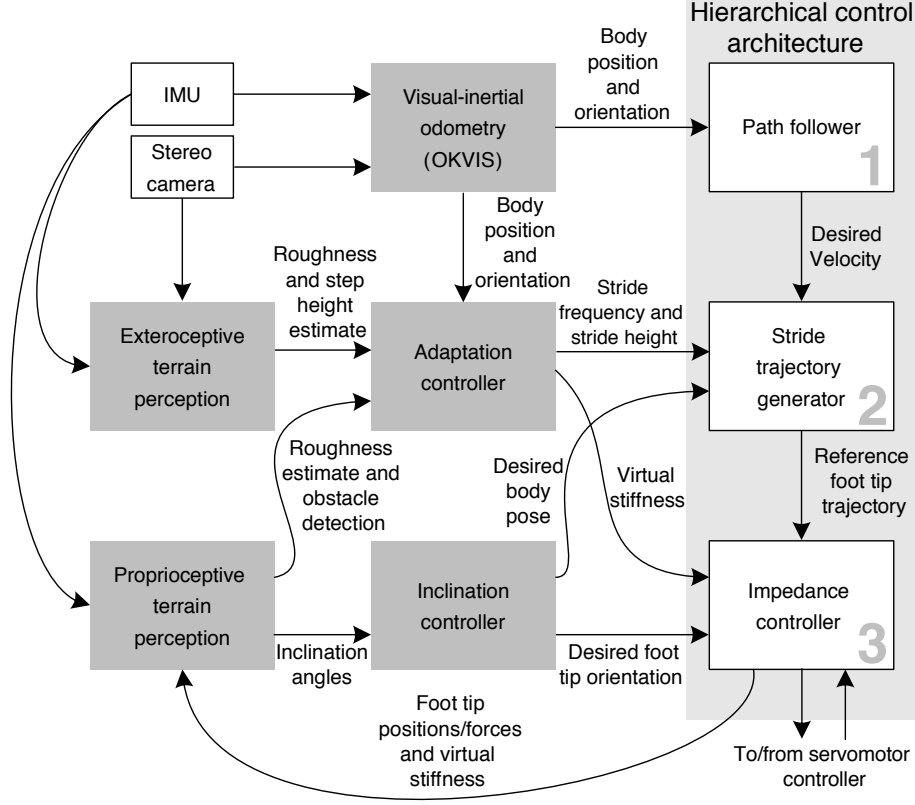 Hierarchical control
architecture
IMU
Stereo
camera
Visual-inertial
odometry
(OKVIS)
Body
position
and
orientation
Path follower
1
Body
position
and
orientation
Desired
Velocity
Roughness
and step
height
estimate
Exteroceptive
terrain
perception
Adaptation
controller
Stride
frequency and
stride height
Stride
trajectory
generator
2
Roughness
estimate and
obstacle
detection
Desired
body
pose
Virtual
stiffness
Reference
foot tip
trajectory
Proprioceptive
terrain
perception
Inclination
angles
Inclination
controller
Desired foot
tip orientation
Impedance
controller
3
Foot tip
positions/forces
and virtual
stiffness
To/from servomotor
controller